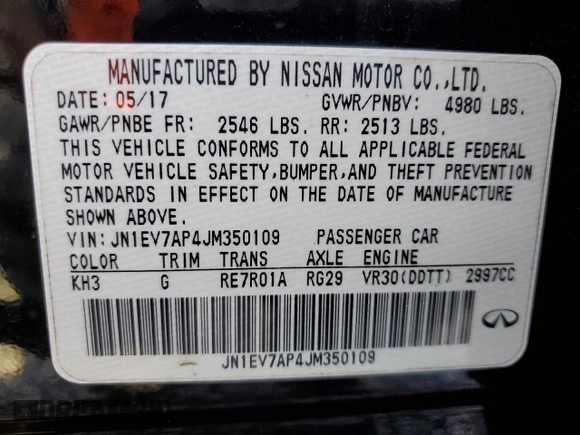 MANUFACTURED BY NISSAN MOTOR CO.,LTD.
DATE: 05/17 GVWR/PNBV: 4980 LBS.
GAWR/PNBE FR: 2546 LBS. RR: 2513 LBS.
THIS VEHICLE CONFORMS TO ALL APPLICABLE FEDERAL
MOTOR VEHICLE SAFETY,BUMPER,AND THEFT PREVENTION
STANDARDS IN EFFECT ON THE DATE OF MANUFACTURE
SHOWN ABOVE.
VIN: JN1EV7AP4JM350109 PASSENGER CAR
COLOR TRIM TRANS AXLE ENGINE
KH3 G RE7R01A RG29 VR30(DDTT) 2997CC
JN1EV7AP4JM350109